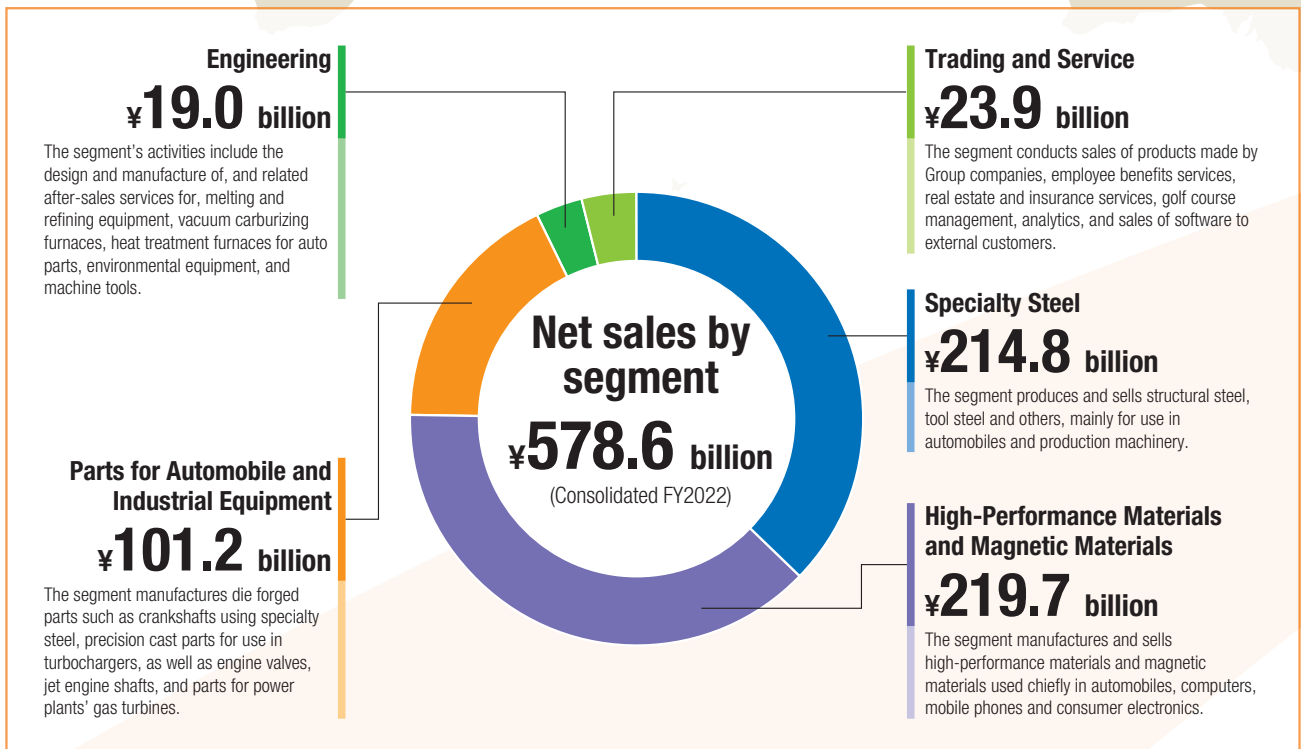 Engineering
¥19.0 billion
The segment’s activities include the
design and manufacture of, and related
after-sales services for, melting and
refining equipment, vacuum carburizing
furnaces, heat treatment furnaces for auto
parts, environmental equipment, and
machine tools.
Parts for Automobile and
Industrial Equipment
¥101.2 billion
The segment manufactures die forged
parts such as crankshafts using specialty
steel, precision cast parts for use in
turbochargers, as well as engine valves,
jet engine shafts, and parts for power
plants’ gas turbines.
Net sales by
segment
¥578.6 billion
(Consolidated FY2022)
Trading and Service
¥23.9 billion
The segment conducts sales of products made by
Group companies, employee benefits services,
real estate and insurance services, golf course
management, analytics, and sales of software to
external customers.
Specialty Steel
¥214.8 billion
The segment produces and sells structural steel,
tool steel and others, mainly for use in
automobiles and production machinery.
High-Performance Materials
and Magnetic Materials
¥219.7 billion
The segment manufactures and sells
high-performance materials and magnetic
materials used chiefly in automobiles, computers,
mobile phones and consumer electronics.